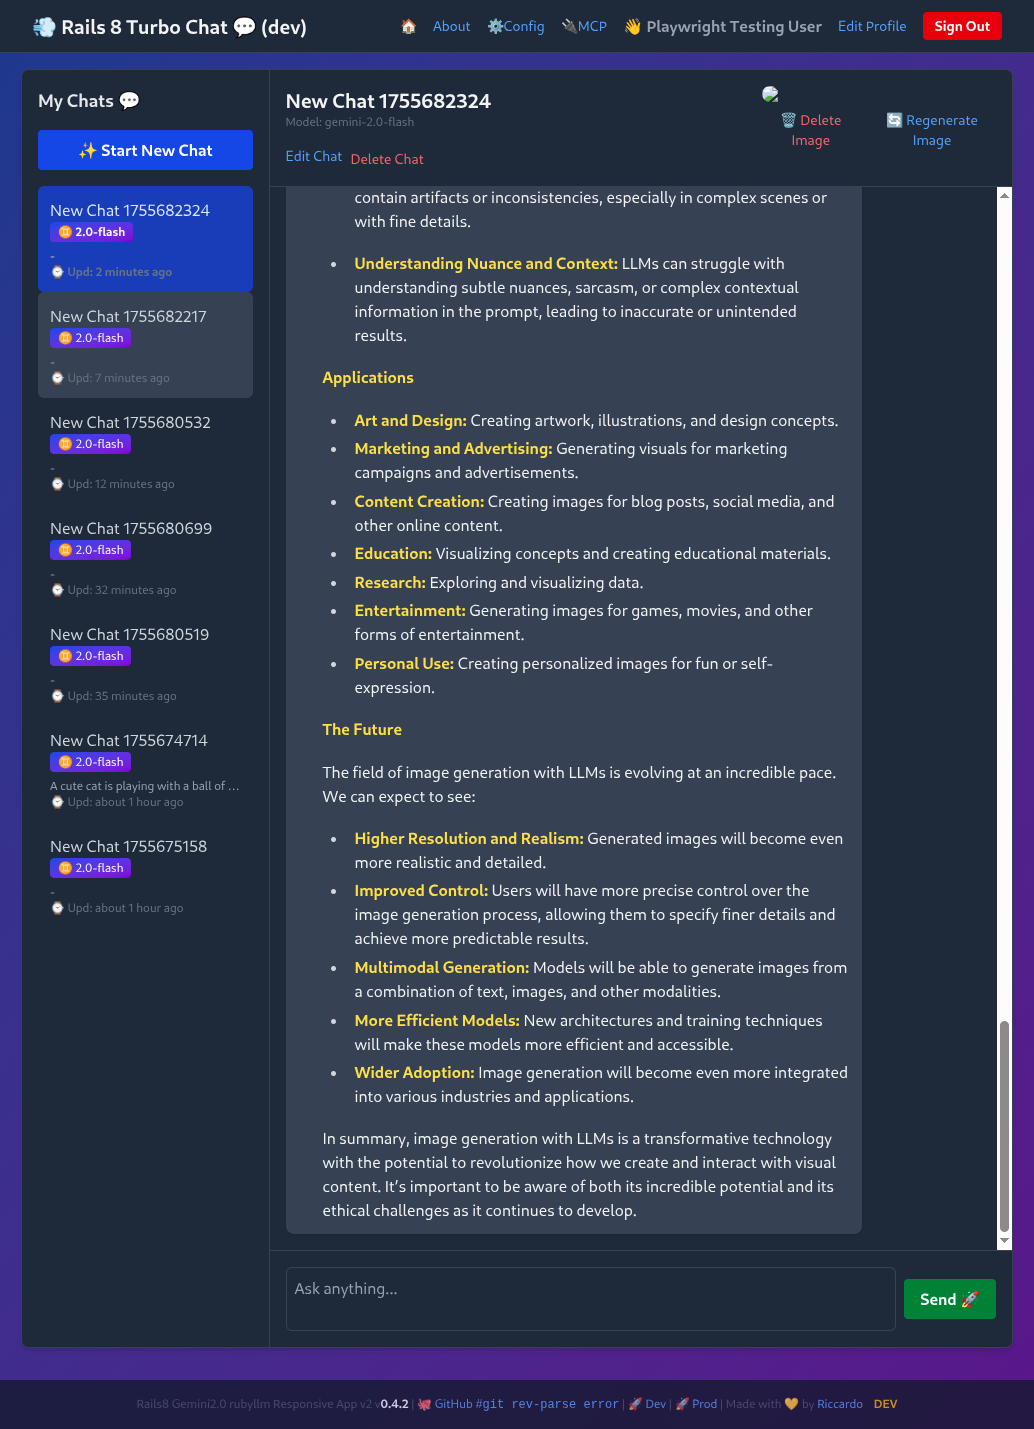 💨 Rails 8 Turbo Chat 💬 (dev)
🏠 About ⚙️Config 🔌MCP 👋 Playwright Testing User Edit Profile Sign Out
My Chats 💬
✨ Start New Chat
New Chat 1755682324
♊ 2.0-flash
-
⌚ Upd: 2 minutes ago
New Chat 1755682217
♊ 2.0-flash
-
⌚ Upd: 7 minutes ago
New Chat 1755680532
♊ 2.0-flash
-
⌚ Upd: 12 minutes ago
New Chat 1755680699
♊ 2.0-flash
-
⌚ Upd: 32 minutes ago
New Chat 1755680519
♊ 2.0-flash
-
⌚ Upd: 35 minutes ago
New Chat 1755674714
♊ 2.0-flash
A cute cat is playing with a ball of ...
⌚ Upd: about 1 hour ago
New Chat 1755675158
♊ 2.0-flash
-
⌚ Upd: about 1 hour ago
New Chat 1755682324
Model: gemini-2.0-flash
Edit Chat Delete Chat
🗑️ Delete
Image
🔄 Regenerate
Image
contain artifacts or inconsistencies, especially in complex scenes or
with fine details.
• Understanding Nuance and Context: LLMs can struggle with
understanding subtle nuances, sarcasm, or complex contextual
information in the prompt, leading to inaccurate or unintended
results.
Applications
• Art and Design: Creating artwork, illustrations, and design concepts.
• Marketing and Advertising: Generating visuals for marketing
campaigns and advertisements.
• Content Creation: Creating images for blog posts, social media, and
other online content.
• Education: Visualizing concepts and creating educational materials.
• Research: Exploring and visualizing data.
• Entertainment: Generating images for games, movies, and other
forms of entertainment.
• Personal Use: Creating personalized images for fun or self-
expression.
The Future
The field of image generation with LLMs is evolving at an incredible pace.
We can expect to see:
• Higher Resolution and Realism: Generated images will become even
more realistic and detailed.
• Improved Control: Users will have more precise control over the
image generation process, allowing them to specify finer details and
achieve more predictable results.
• Multimodal Generation: Models will be able to generate images from
a combination of text, images, and other modalities.
• More Efficient Models: New architectures and training techniques
will make these models more efficient and accessible.
• Wider Adoption: Image generation will become even more integrated
into various industries and applications.
In summary, image generation with LLMs is a transformative technology
with the potential to revolutionize how we create and interact with visual
content. It's important to be aware of both its incredible potential and its
ethical challenges as it continues to develop.
Ask anything...
Send 🚀
Rails8 Gemini2.0 rubyllm Responsive App v2 v0.4.2 | 🐙 GitHub #git rev-parse error | 🚀 Dev | 🚀 Prod | Made with 💛 by Riccardo DEV